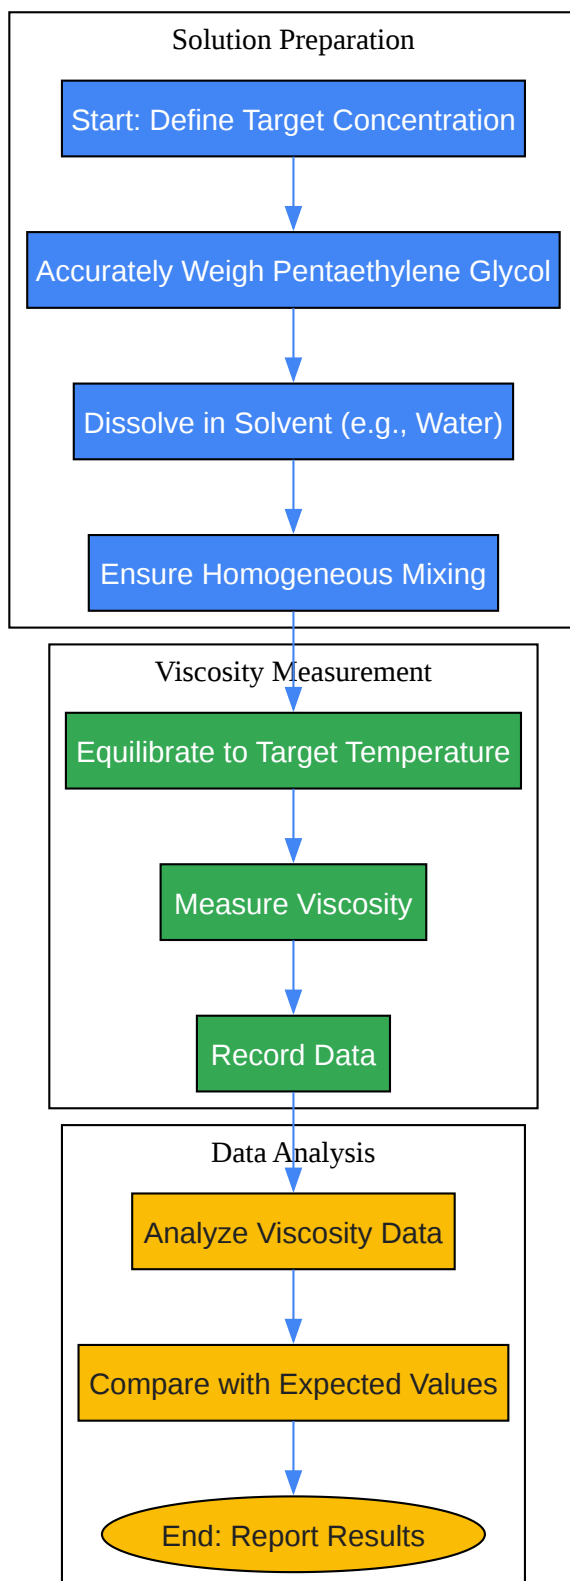 Solution Preparation
Start: Define Target Concentration
Accurately Weigh Pentaethylene Glycol
Dissolve in Solvent (e.g., Water)
Ensure Homogeneous Mixing
Viscosity Measurement
Equilibrate to Target Temperature
Measure Viscosity
Record Data
Data Analysis
Analyze Viscosity Data
Compare with Expected Values
End: Report Results